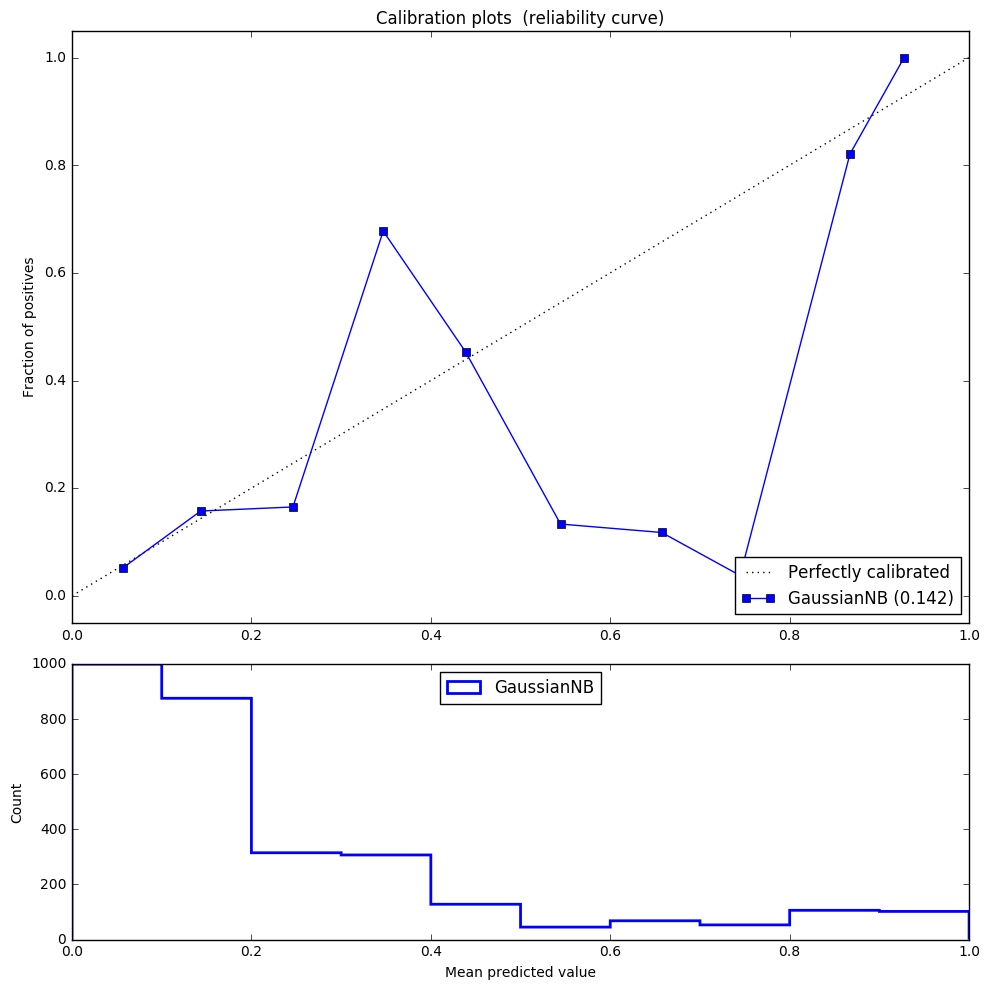 Calibration plots  (reliability curve)
1.0
0.8
0.6
0.4
0.2
0.0
Fraction of positives
Perfectly calibrated
GaussianNB (0.142)
0.0 0.2 0.4 0.6 0.8 1.0
1000
800
600
400
200
0
Count
GaussianNB
0.0 0.2 0.4 0.6 0.8 1.0
Mean predicted value